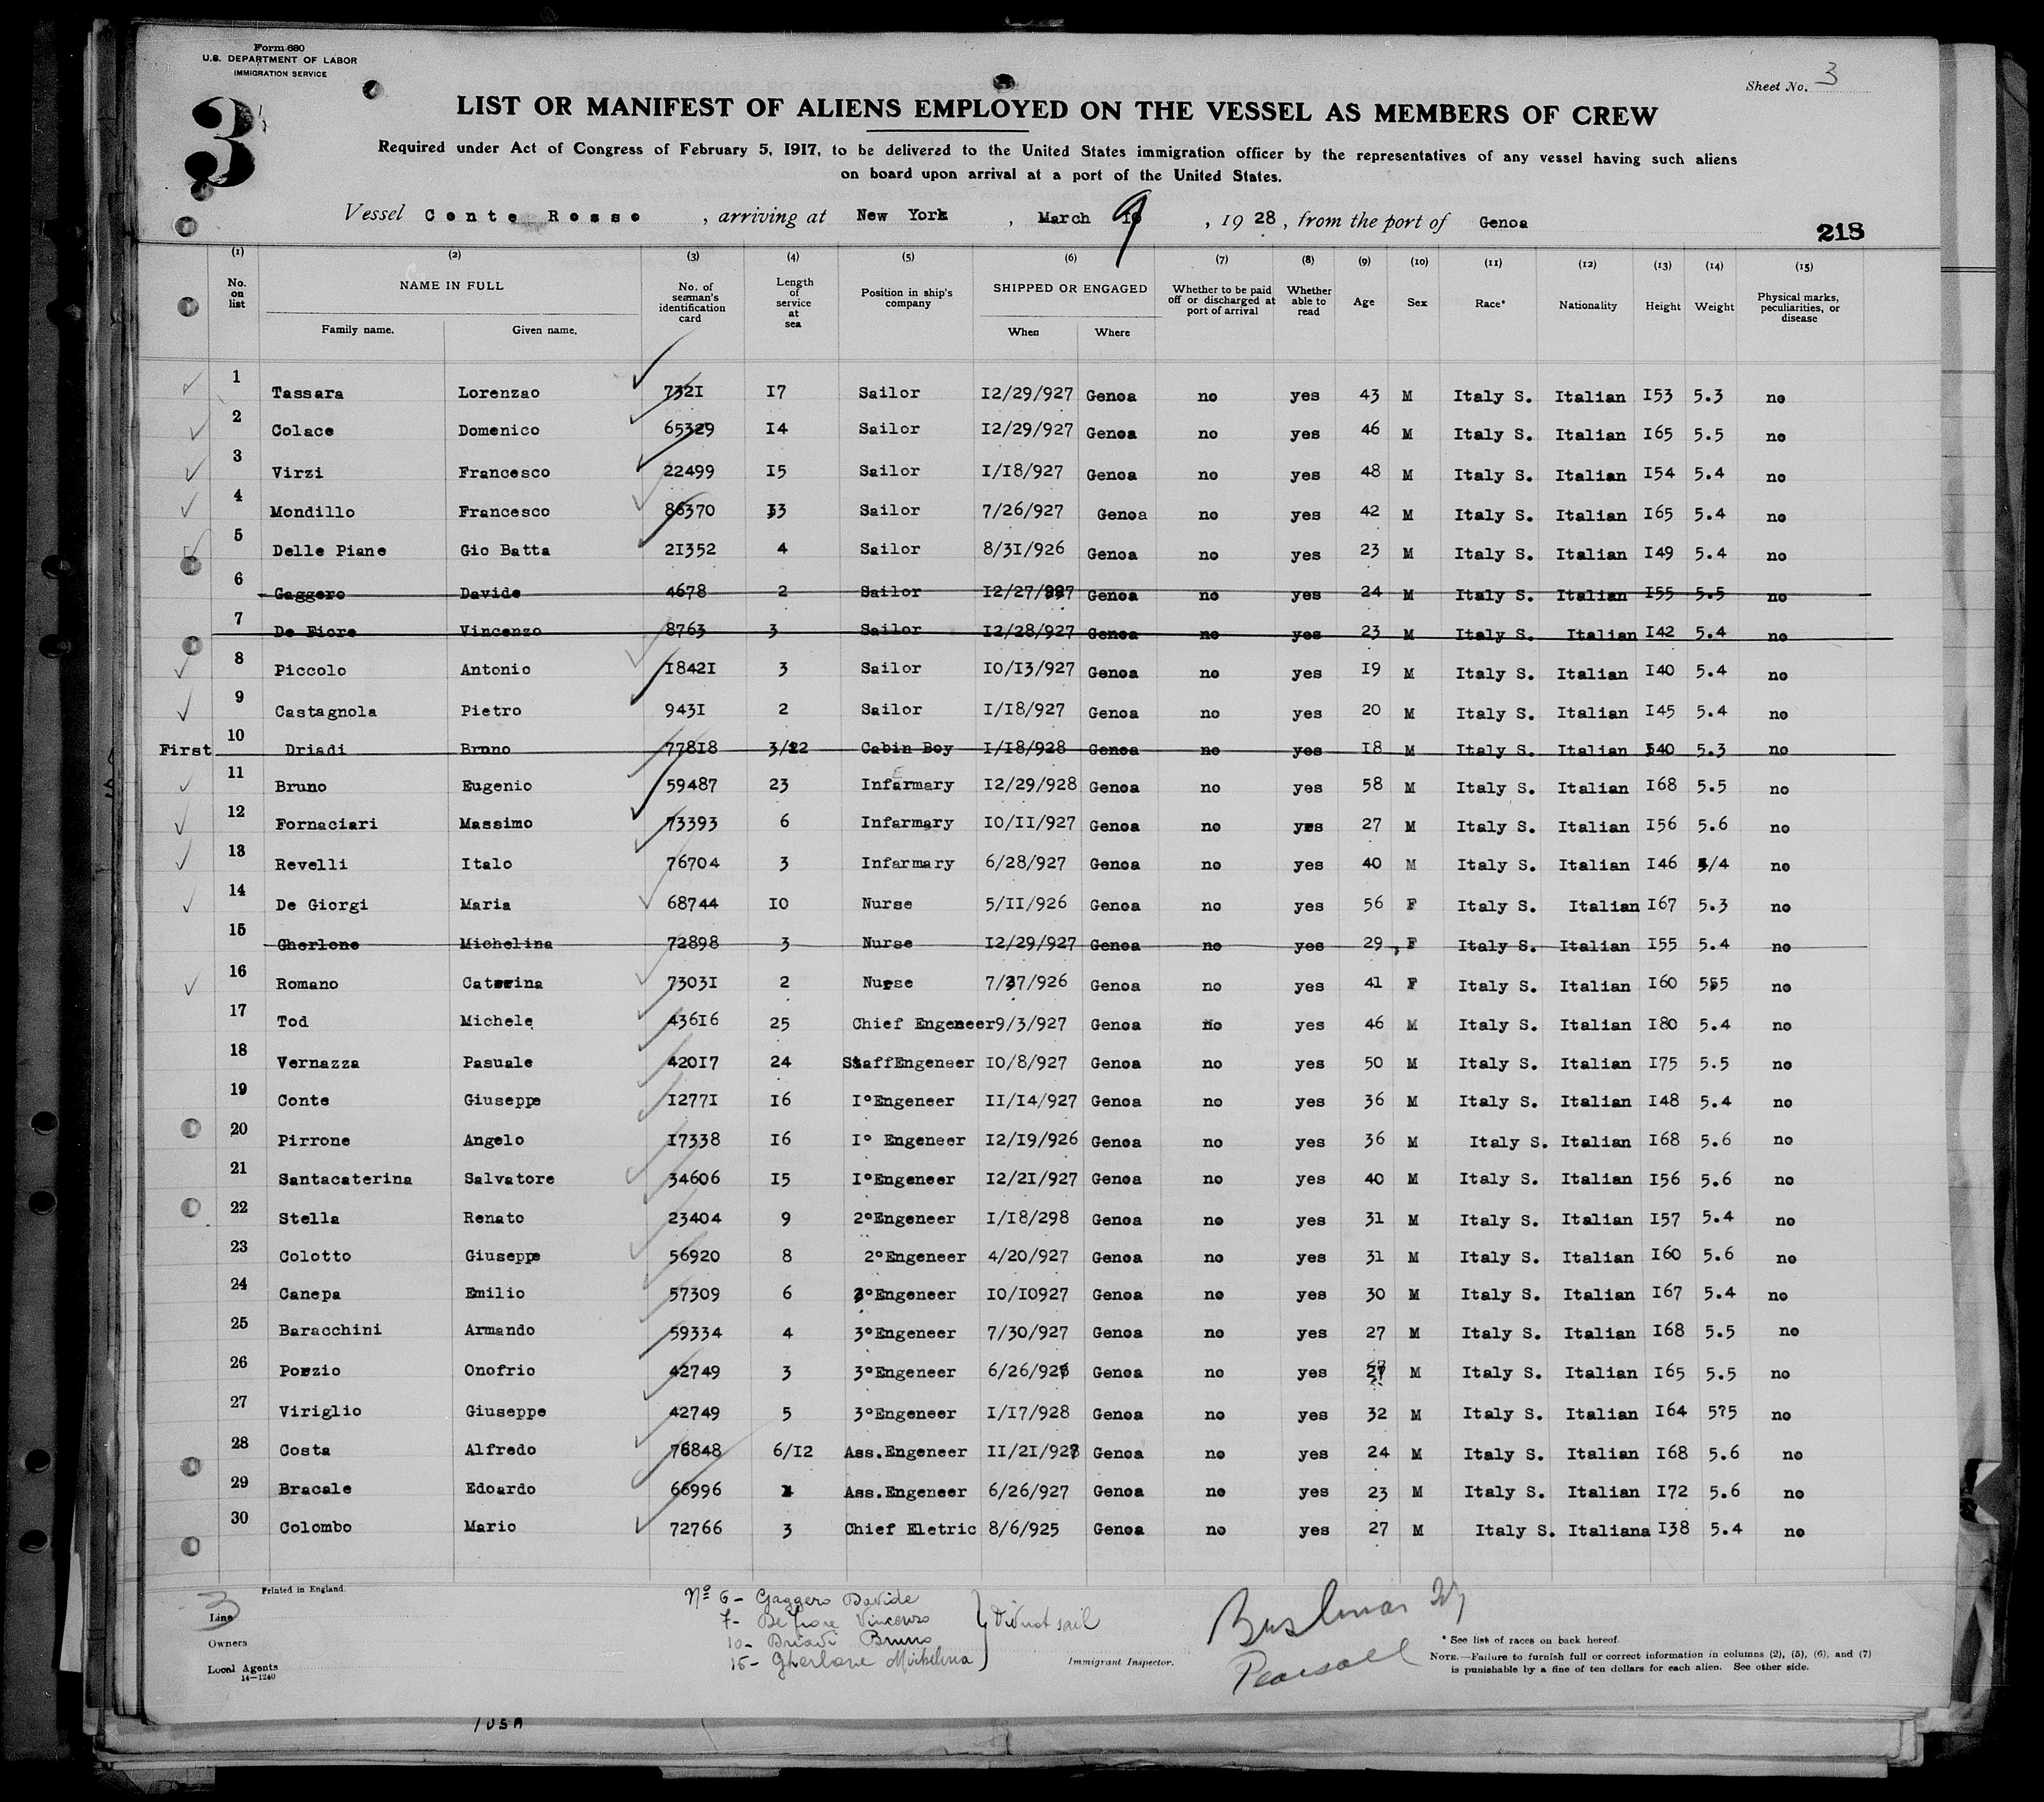 Form 680
U.S. DEPARTMENT OF LABOR
IMMIGRATION SERVICE
3
Sheet No. 3
LIST OR MANIFEST OF ALIENS EMPLOYED ON THE VESSEL AS MEMBERS OF CREW
Required under Act of Congress of February 5, 1917, to be delivered to the United States immigration officer by the representatives of any vessel having such aliens
on board upon arrival at a port of the United States.
Vessel Conte Rosso, arriving at New York, March 9, 1928, from the port of Genoa
218
(1) (2) (3) (4) (5) (6) (7) (8) (9) (10) (11) (12) (13) (14) (15)
No. on list NAME IN FULL Family name. Given name. No. of seaman's identification card Length of service at sea Position in ship's company SHIPPED OR ENGAGED When Where Whether to be paid off or discharged at port of arrival Whether able to read Age Sex Race* Nationality Height Weight Physical marks, peculiarities, or disease
1 Tassara Lorenzao 7321 17 Sailor 12/29/927 Genoa no yes 43 M Italy S. Italian 153 5.3 no
2 Colace Domenico 65329 14 Sailor 12/29/927 Genoa no yes 46 M Italy S. Italian 165 5.5 no
3 Virzi Francesco 22499 15 Sailor 1/18/927 Genoa no yes 48 M Italy S. Italian 154 5.4 no
4 Mondillo Francesco 86370 33 Sailor 7/26/927 Genoa no yes 42 M Italy S. Italian 165 5.4 no
5 Delle Piane Gio Batta 21352 4 Sailor 8/31/926 Genoa no yes 23 M Italy S. Italian 149 5.4 no
6 Gaggero Davide 4678 2 Sailor 12/27/927 Genoa no yes 24 M Italy S. Italian 155 5.5 no
7 De Fiore Vincenzo 8763 3 Sailor 12/28/927 Genoa no yes 23 M Italy S. Italian 142 5.4 no
8 Piccolo Antonio 18421 3 Sailor 10/13/927 Genoa no yes 19 M Italy S. Italian 140 5.4 no
9 Castagnola Pietro 9431 2 Sailor 1/18/927 Genoa no yes 20 M Italy S. Italian 145 5.4 no
First 10 Driadi Bruno 77818 3/12 Cabin Boy 1/18/928 Genoa no yes 18 M Italy S. Italian 140 5.3 no
11 Bruno Eugenio 59487 23 Infarmary 12/29/928 Genoa no yes 58 M Italy S. Italian 168 5.5 no
12 Fornaciari Massimo 73393 6 Infarmary 10/11/927 Genoa no yes 27 M Italy S. Italian 156 5.6 no
13 Revelli Italo 76704 3 Infarmary 6/28/927 Genoa no yes 40 M Italy S. Italian 146 5/4 no
14 De Giorgi Maria 68744 10 Nurse 5/11/926 Genoa no yes 56 F Italy S. Italian 167 5.3 no
15 Gherlone Michelina 72898 3 Nurse 12/29/927 Genoa no yes 29, F Italy S. Italian 155 5.4 no
16 Romano Caterina 73031 2 Nurse 7/27/926 Genoa no yes 41 F Italy S. Italian 160 555 no
17 Tod Michele 43616 25 Chief Engeneer 9/3/927 Genoa no yes 46 M Italy S. Italian 180 5.4 no
18 Vernazza Pasuale 42017 24 StaffEngeneer 10/8/927 Genoa no yes 50 M Italy S. Italian 175 5.5 no
19 Conte Giuseppe 12771 16 1°Engeneer 11/14/927 Genoa no yes 36 M Italy S. Italian 148 5.4 no
20 Pirrone Angelo 17338 16 1° Engeneer 12/19/926 Genoa no yes 36 M Italy S. Italian 168 5.6 no
21 Santacaterina Salvatore 34606 15 1°Engeneer 12/21/927 Genoa no yes 40 M Italy S. Italian 156 5.6 no
22 Stella Renato 23404 9 2°Engeneer 1/18/298 Genoa no yes 31 M Italy S. Italian 157 5.4 no
23 Colotto Giuseppe 56920 8 2°Engeneer 4/20/927 Genoa no yes 31 M Italy S. Italian 160 5.6 no
24 Canepa Emilio 57309 6 3°Engeneer 10/10927 Genoa no yes 30 M Italy S. Italian 167 5.4 no
25 Baracchini Armando 59334 4 3°Engeneer 7/30/927 Genoa no yes 27 M Italy S. Italian 168 5.5 no
26 Porzio Onofrio 42749 3 3°Engeneer 6/26/926 Genoa no yes 27 M Italy S. Italian 165 5.5 no
27 Viriglio Giuseppe 42749 5 3°Engeneer 1/17/928 Genoa no yes 32 M Italy S. Italian 164 5?5 no
28 Costa Alfredo 76848 6/12 Ass.Engeneer 11/21/927 Genoa no yes 24 M Italy S. Italian 168 5.6 no
29 Bracale Edoardo 66996 Ass.Engeneer 6/26/927 Genoa no yes 23 M Italy S. Italian 172 5.6 no
30 Colombo Mario 72766 3 Chief Eletric 8/6/925 Genoa no yes 27 M Italy S. Italiana 138 5.4 no
Printed in England.
3
Line
Owners
Local Agents
14—1240
Nº 6 - Gaggero Davide
7 - De Fiore Vincenzo
10 - Driadi Bruno
15 - Gherlone Michelina
Did not sail
Immigrant Inspector.
Pearsall
* See list of races on back hereof.
NOTE.—Failure to furnish full or correct information in columns (2), (5), (6), and (7)
is punishable by a fine of ten dollars for each alien. See other side.